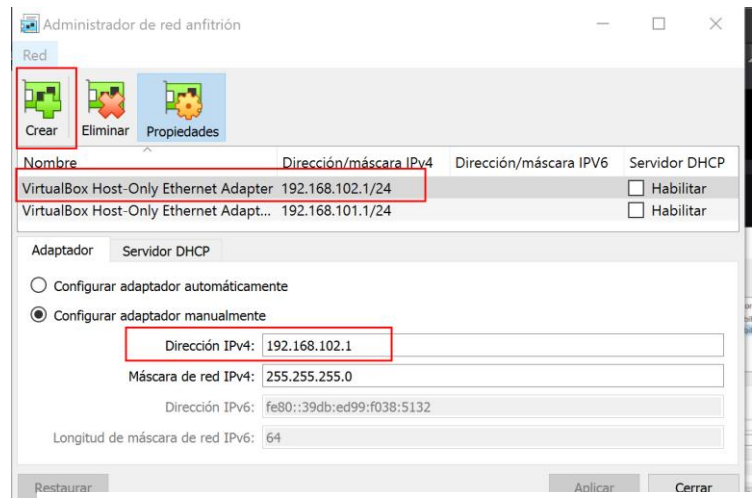 Administrador de red anfitrión
Red
Crear Eliminar Propiedades
Nombre Dirección/máscara IPv4 Dirección/máscara IPV6 Servidor DHCP
VirtualBox Host-Only Ethernet Adapter 192.168.102.1/24 Habilitar
VirtualBox Host-Only Ethernet Adapt... 192.168.101.1/24 Habilitar
Adaptador Servidor DHCP
Configurar adaptador automáticamente
Configurar adaptador manualmente
Dirección IPv4: 192.168.102.1
Máscara de red IPv4: 255.255.255.0
Dirección IPv6: fe80::39db:ed99:f038:5132
Longitud de máscara de red IPv6: 64
Restaurar Aplicar Cerrar